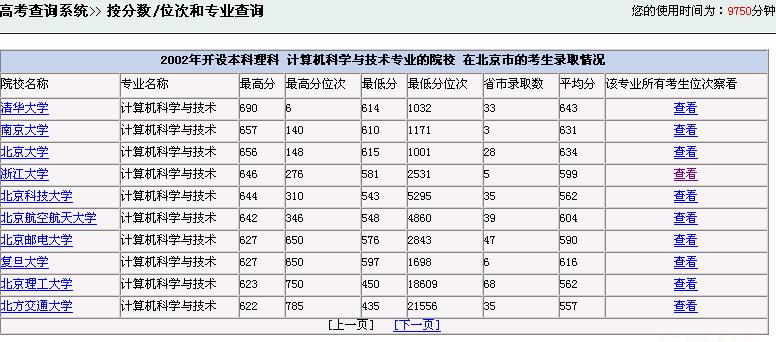 高考查询系统>> 按分数/位次和专业查询 您的使用时间为：9750分钟
2002年开设本科理科 计算机科学与技术专业的院校 在北京市的考生录取情况
院校名称 专业名称 最高分 最高分位次 最低分 最低分位次 省市录取数 平均分 该专业所有考生位次察看
清华大学 计算机科学与技术 690 6 614 1032 33 643 查看
南京大学 计算机科学与技术 657 140 610 1171 3 631 查看
北京大学 计算机科学与技术 656 148 615 1001 28 634 查看
浙江大学 计算机科学与技术 646 276 581 2531 5 599 查看
北京科技大学 计算机科学与技术 644 310 543 5295 35 562 查看
北京航空航天大学 计算机科学与技术 642 346 548 4860 39 604 查看
北京邮电大学 计算机科学与技术 627 650 576 2843 47 590 查看
复旦大学 计算机科学与技术 627 650 597 1698 6 616 查看
北京理工大学 计算机科学与技术 623 750 450 18609 68 562 查看
北方交通大学 计算机科学与技术 622 785 435 21556 35 557 查看
[上一页] [下一页]